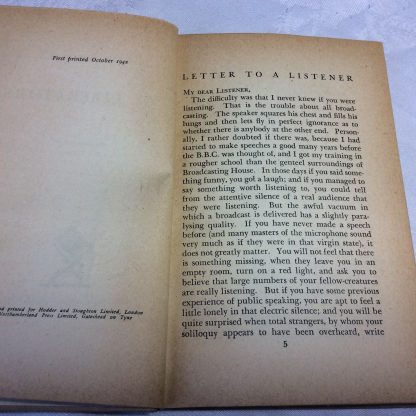 First printed October 1942
and printed for Hodder and Stoughton Limited, London
Northumberland Press Limited, Gateshead on Tyne
LETTER TO A LISTENER
MY DEAR LISTENER,
The difficulty was that I never knew if you were
listening. That is the trouble about all broad-
casting. The speaker squares his chest and fills his
lungs and then lets fly in perfect ignorance as to
whether there is anybody at the other end. Person-
ally, I rather doubted if there was, because I had
started to make speeches a good many years before
the B.B.C. was thought of, and I got my training in
a rougher school than the genteel surroundings of
Broadcasting House. In those days if you said some-
thing funny, you got a laugh; and if you managed to
say something worth listening to, you could tell
from the attentive silence of a real audience that
they were listening. But the awful vacuum in
which a broadcast is delivered has a slightly para-
lysing quality. If you have never made a speech
before (and many masters of the microphone sound
very much as if they were in that virgin state), it
does not greatly matter. You will not feel that there
is something missing, when they leave you in an
empty room, turn on a red light, and ask you to
believe that large numbers of your fellow-creatures
are really listening. But if you have some previous
experience of public speaking, you are apt to feel a
little lonely in that electric silence; and you will be
quite surprised when total strangers, by whom your
soliloquy appears to have been overheard, write
5